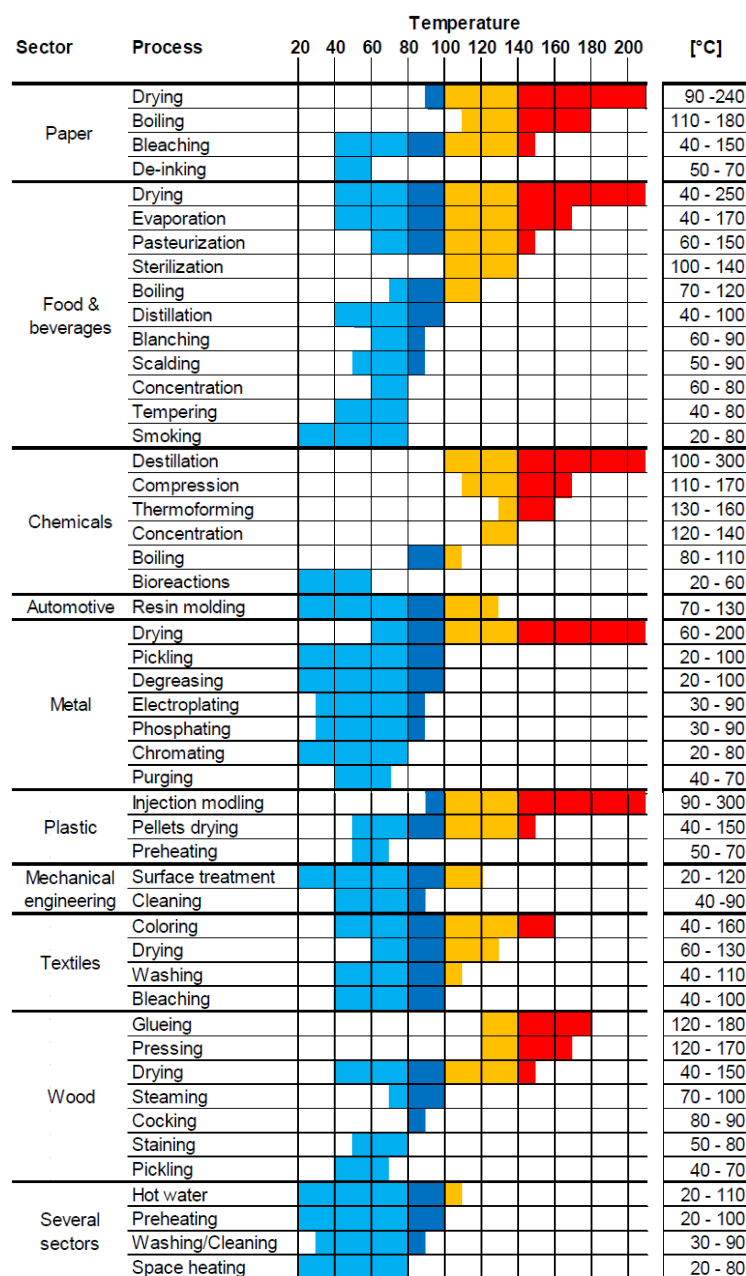 Temperature
Sector Process 20 40 60 80 100 120 140 160 180 200 [°C]
Paper
Drying 90 -240
Boiling 110 - 180
Bleaching 40 - 150
De-inking 50 - 70
Food &
beverages
Drying 40 - 250
Evaporation 40 - 170
Pasteurization 60 - 150
Sterilization 100 - 140
Boiling 70 - 120
Distillation 40 - 100
Blanching 60 - 90
Scalding 50 - 90
Concentration 60 - 80
Tempering 40 - 80
Smoking 20 - 80
Chemicals
Destillation 100 - 300
Compression 110 - 170
Thermoforming 130 - 160
Concentration 120 - 140
Boiling 80 - 110
Bioreactions 20 - 60
Automotive Resin molding 70 - 130
Metal
Drying 60 - 200
Pickling 20 - 100
Degreasing 20 - 100
Electroplating 30 - 90
Phosphating 30 - 90
Chromating 20 - 80
Purging 40 - 70
Plastic
Injection modling 90 - 300
Pellets drying 40 - 150
Preheating 50 - 70
Mechanical
engineering
Surface treatment 20 - 120
Cleaning 40 -90
Textiles
Coloring 40 - 160
Drying 60 - 130
Washing 40 - 110
Bleaching 40 - 100
Wood
Glueing 120 - 180
Pressing 120 - 170
Drying 40 - 150
Steaming 70 - 100
Cocking 80 - 90
Staining 50 - 80
Pickling 40 - 70
Several
sectors
Hot water 20 - 110
Preheating 20 - 100
Washing/Cleaning 30 - 90
Space heating 20 - 80